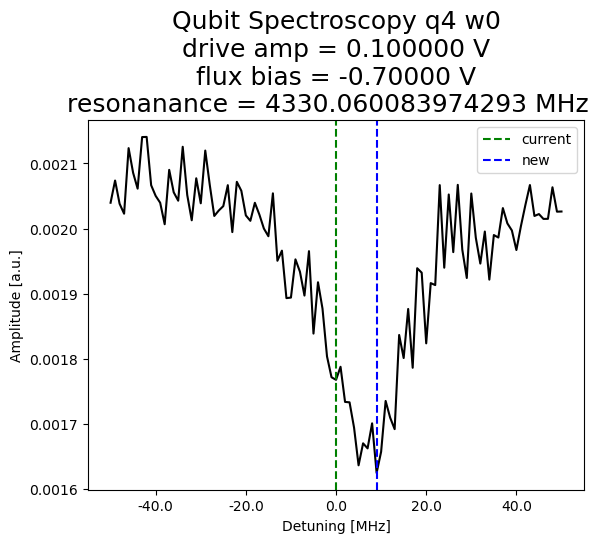 Qubit Spectroscopy q4 w0
drive amp = 0.100000 V
flux bias = -0.70000 V
resonanance = 4330.060083974293 MHz
current
new
Amplitude [a.u.]
0.0021
0.0020
0.0019
0.0018
0.0017
0.0016
-40.0
-20.0
0.0
20.0
40.0
Detuning [MHz]